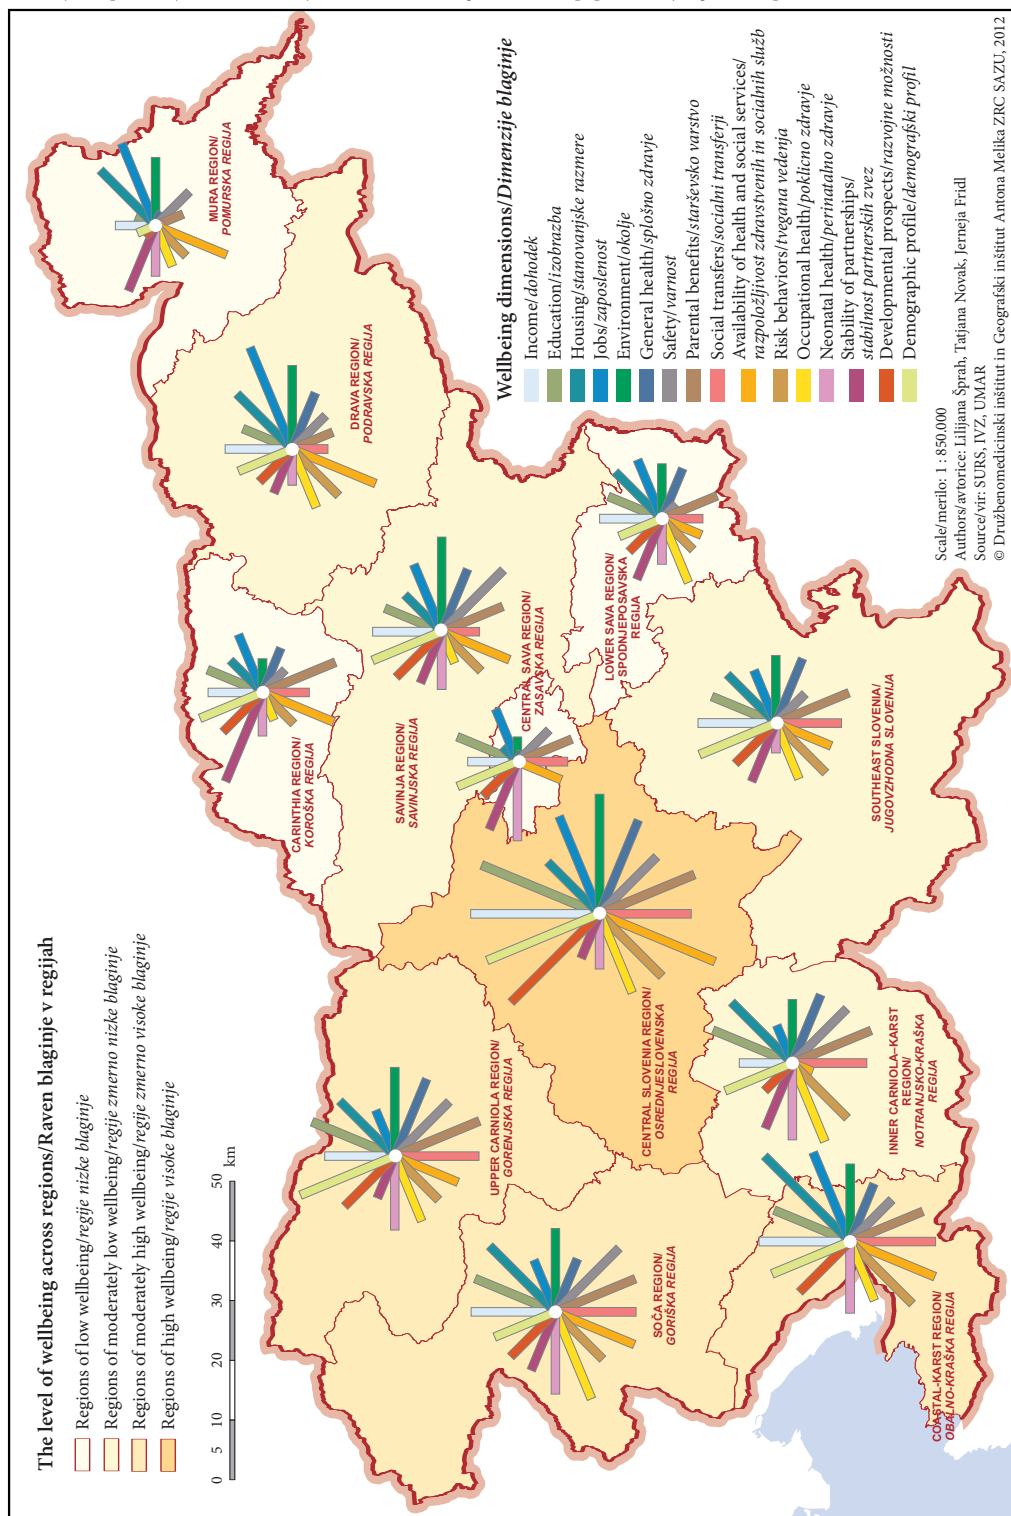 The level of wellbeing across regions/Raven blaginje v regijah
Regions of low wellbeing/regije nizke blaginje
Regions of moderately low wellbeing/regije zmerno nizke blaginje
Regions of moderately high wellbeing/regije zmerno visoke blaginje
Regions of high wellbeing/regije visoke blaginje
0 5 10 20 30 40 50
km
MURA REGION/
POMURSKA REGIJA
DRAVA REGION/
PODRAVSKA REGIJA
CARINTHIA REGION/
KOROŠKA REGIJA
SAVINJA REGION/
SAVINJSKA REGIJA
CENTRAL SAVA REGION/
ZASAVSKA REGIJA
LOWER SAVA REGION/
SPODNJEPOSAVSKA
REGIJA
UPPER CARNIOLA REGION/
GORENJSKA REGIJA
CENTRAL SLOVENIA REGION/
OSREDNJESLOVENSKA
REGIJA
SOUTHEAST SLOVENIA/
JUGOVZHODNA SLOVENIJA
SOČA REGION/
GORIŠKA REGIJA
INNER CARNIOLA–KARST
REGION/
NOTRANJSKO-KRAŠKA
REGIJA
COASTAL-KARST REGION/
OBALNO-KRAŠKA REGIJA
Wellbeing dimensions/Dimenzije blaginje
Income/dohodek
Education/izobrazba
Housing/stanovanjske razmere
Jobs/zaposlenost
Environment/okolje
General health/splošno zdravje
Safety/varnost
Parental benefits/starševsko varstvo
Social transfers/socialni transferji
Availability of health and social services/
razpoložljivost zdravstvenih in socialnih služb
Risk behaviors/tvegana vedenja
Occupational health/poklicno zdravje
Neonatal health/perinatalno zdravje
Stability of partnerships/
stabilnost partnerskih zvez
Developmental prospects/razvojne možnosti
Demographic profile/demografski profil
Scale/merilo: 1 : 850.000
Authors/avtorice: Lilijana Šprah, Tatjana Novak, Jerneja Fridl
Source/vir: SURS, IVZ, UMAR
© Družbenomedicinski inštitut in Geografski inštitut Antona Melika ZRC SAZU, 2012